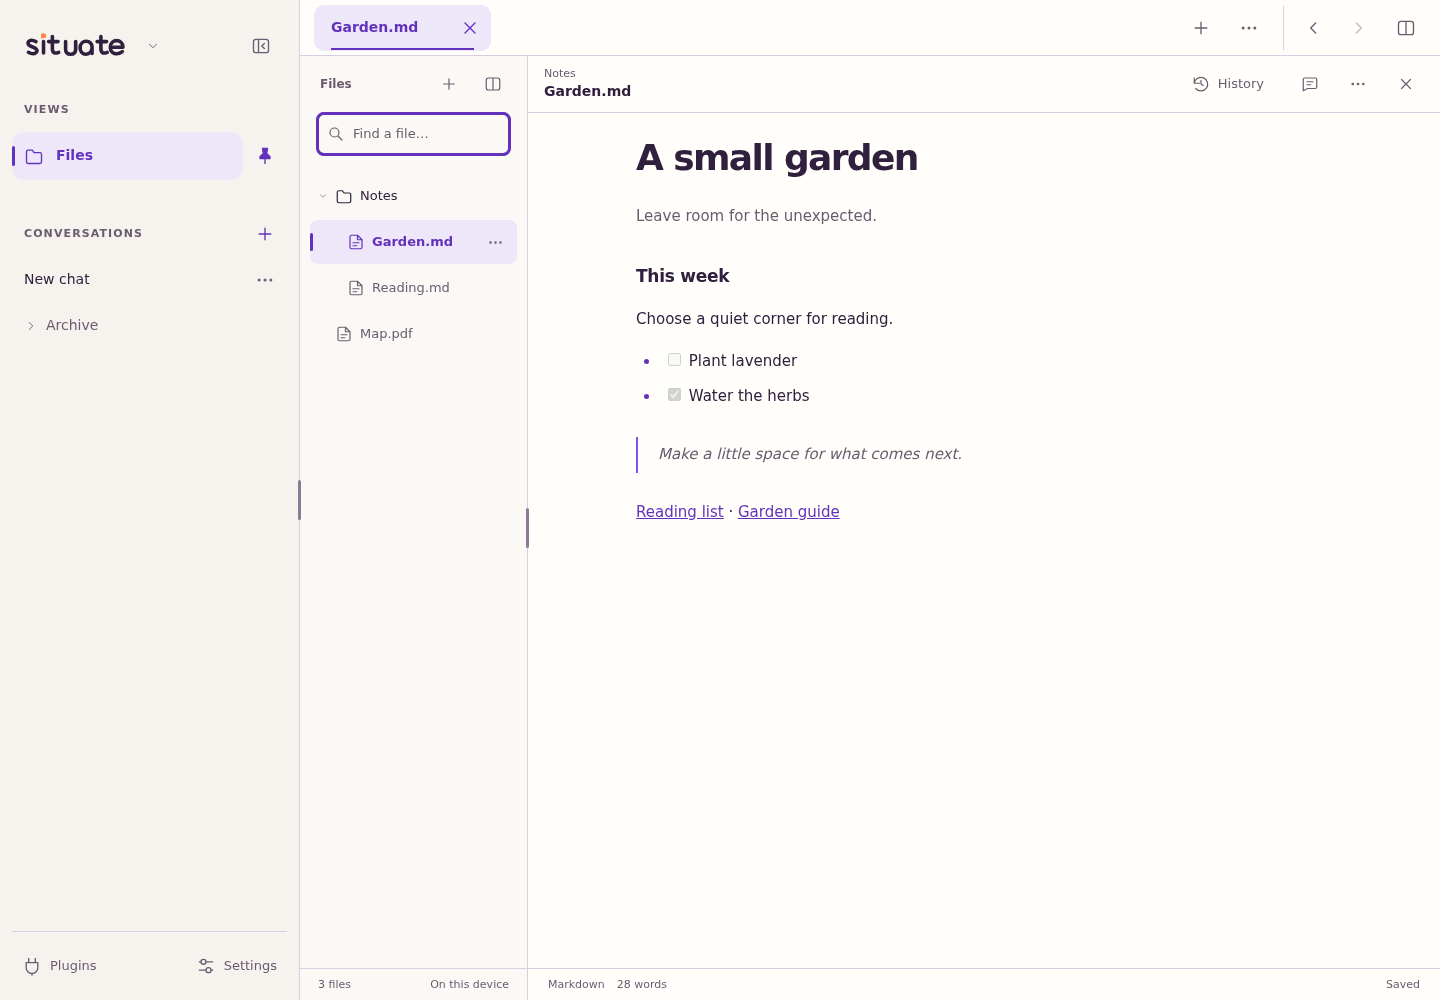 situate
VIEWS
Files
CONVERSATIONS
New chat
Archive
Plugins
Settings
Garden.md
Files
Find a file...
Notes
Garden.md
Reading.md
Map.pdf
3 files
On this device
Notes
Garden.md
History
A small garden
Leave room for the unexpected.
This week
Choose a quiet corner for reading.
Plant lavender
Water the herbs
Make a little space for what comes next.
Reading list · Garden guide
Markdown
28 words
Saved